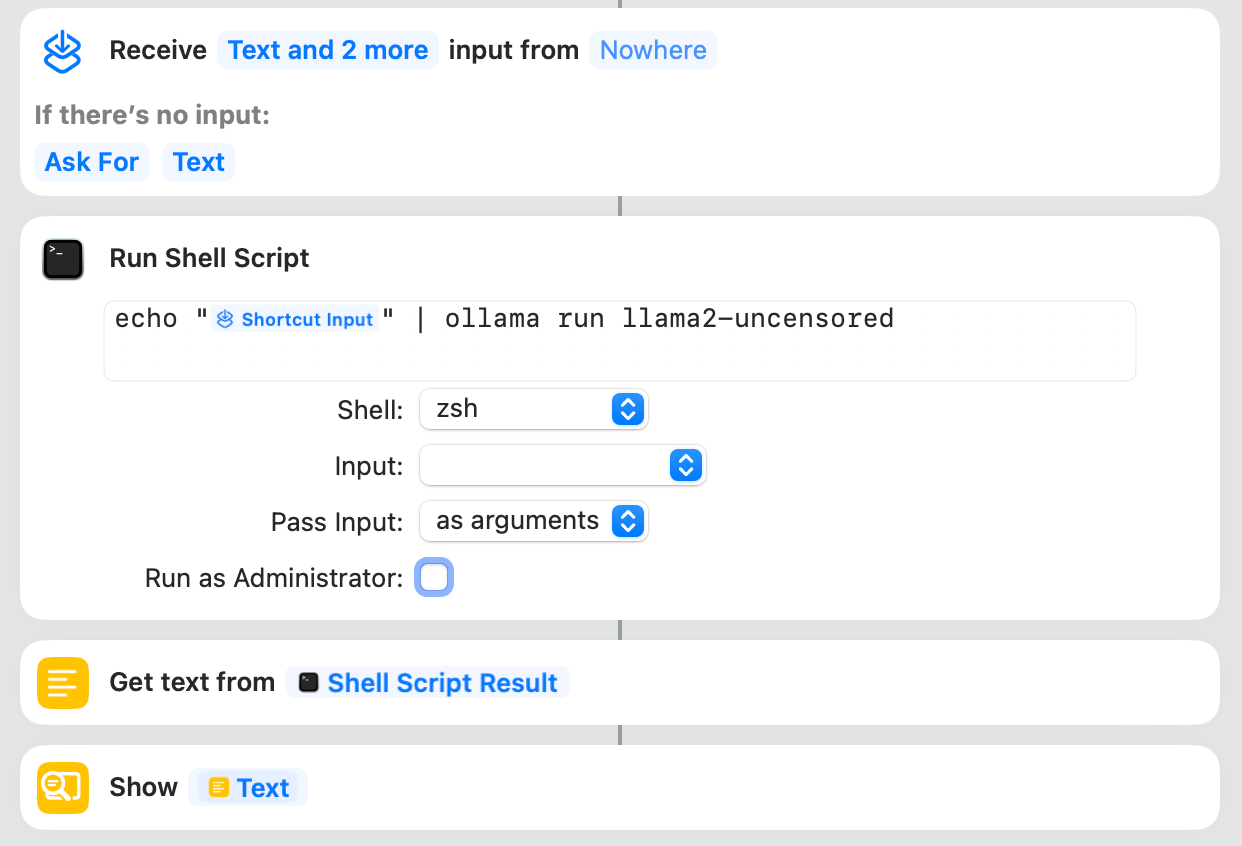 Receive Text and 2 more input from Nowhere
If there’s no input:
Ask For Text
Run Shell Script
echo "Shortcut Input" | ollama run llama2-uncensored
Shell: zsh
Input:
Pass Input: as arguments
Run as Administrator:
Get text from Shell Script Result
Show Text